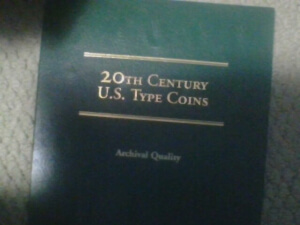 20TH CENTURY
U.S. TYPE COINS
Archival Quality